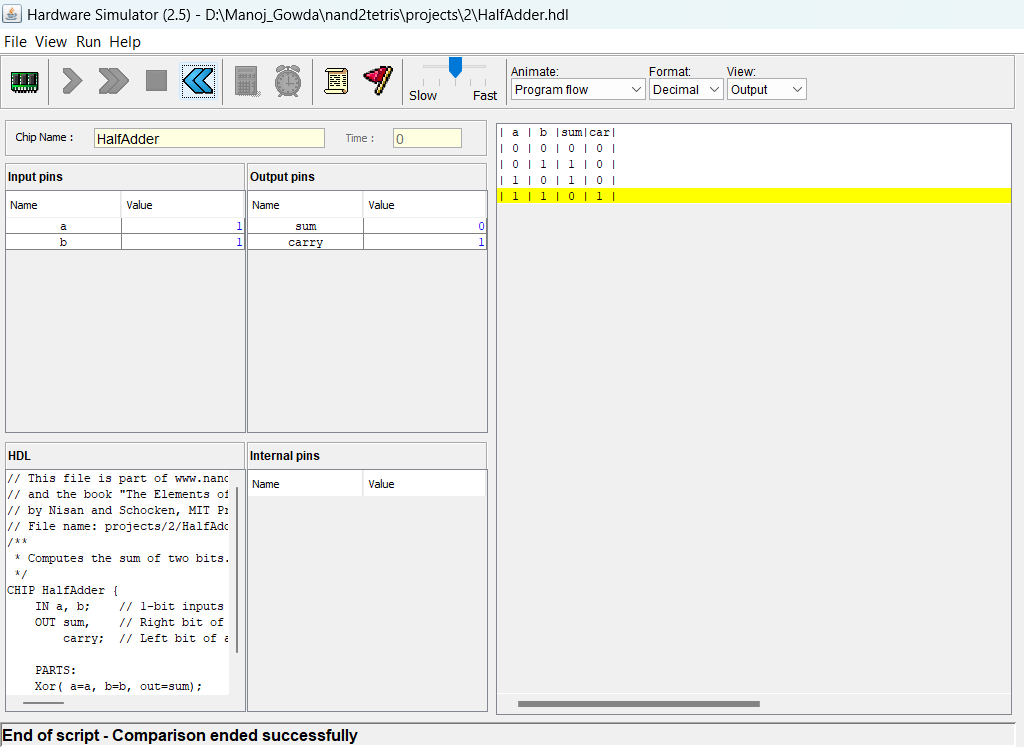 Hardware Simulator (2.5) - D:\Manoj_Gowda\nand2tetris\projects\2\HalfAdder.hdl
File View Run Help
Slow Fast
Animate: Format: View:
Program flow Decimal Output
Chip Name : HalfAdder Time : 0
Input pins
Name Value
a 1
b 1
Output pins
Name Value
sum 0
carry 1
| a | b |sum|car|
| 0 | 0 | 0 | 0 |
| 0 | 1 | 1 | 0 |
| 1 | 0 | 1 | 0 |
| 1 | 1 | 0 | 1 |
HDL
// This file is part of www.nand
// and the book "The Elements of
// by Nisan and Schocken, MIT Pr
// File name: projects/2/HalfAdd
/**
* Computes the sum of two bits.
*/
CHIP HalfAdder {
IN a, b; // 1-bit inputs
OUT sum, // Right bit of
carry; // Left bit of a
PARTS:
Xor( a=a, b=b, out=sum);
Internal pins
Name Value
End of script - Comparison ended successfully